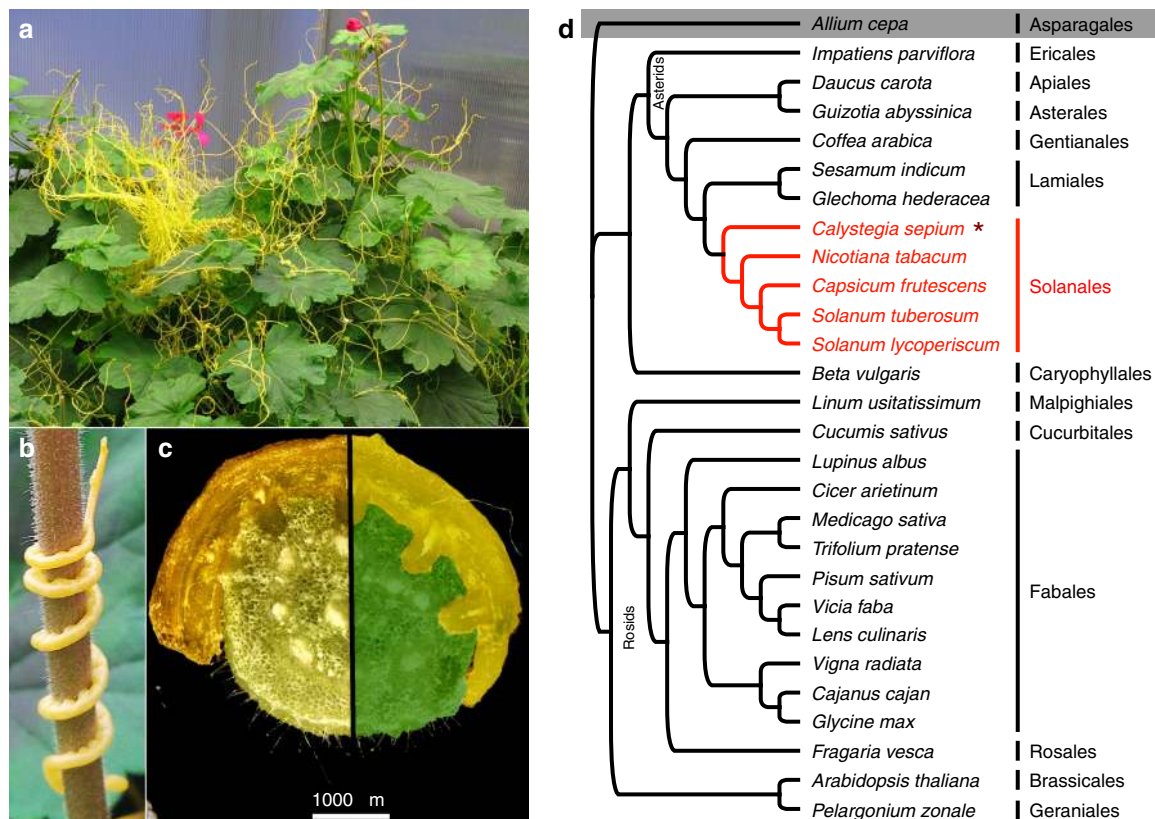 a
b
c
1000 m
d
Allium cepa Asparagales
Impatiens parviflora Ericales
Asterids
Daucus carota Apiales
Guizotia abyssinica Asterales
Coffea arabica Gentianales
Sesamum indicum
Lamiales
Glechoma hederacea
Calystegia sepium *
Nicotiana tabacum
Capsicum frutescens
Solanales
Solanum tuberosum
Solanum lycoperiscum
Beta vulgaris Caryophyllales
Linum usitatissimum Malpighiales
Cucumis sativus Cucurbitales
Lupinus albus
Cicer arietinum
Medicago sativa
Trifolium pratense
Pisum sativum
Fabales
Vicia faba
Rosids
Lens culinaris
Vigna radiata
Cajanus cajan
Glycine max
Fragaria vesca Rosales
Arabidopsis thaliana Brassicales
Pelargonium zonale Geraniales